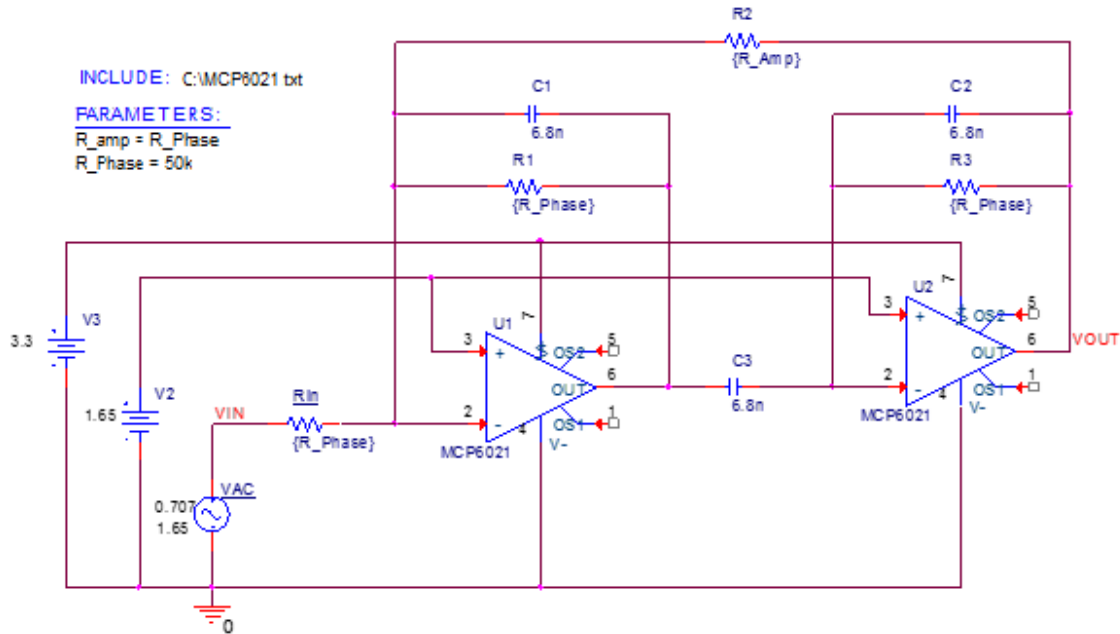 R2
{R_Amp}
INCLUDE: C:\MCP6021 txt
PARAMETERS:
R_amp = R_Phase
R_Phase = 50k
C1
6.8n
R1
{R_Phase}
C2
6.8n
R3
{R_Phase}
V3
3.3
V2
1.65
VIN
Rin
{R_Phase}
VAC
0.707
1.65
0
U1
3
+
7
OS2
5
6
OUT
2
-
4
OS1
1
V-
MCP6021
C3
6.8n
U2
3
+
7
OS2
5
6
OUT
VOUT
2
-
4
OS1
1
V-
MCP6021